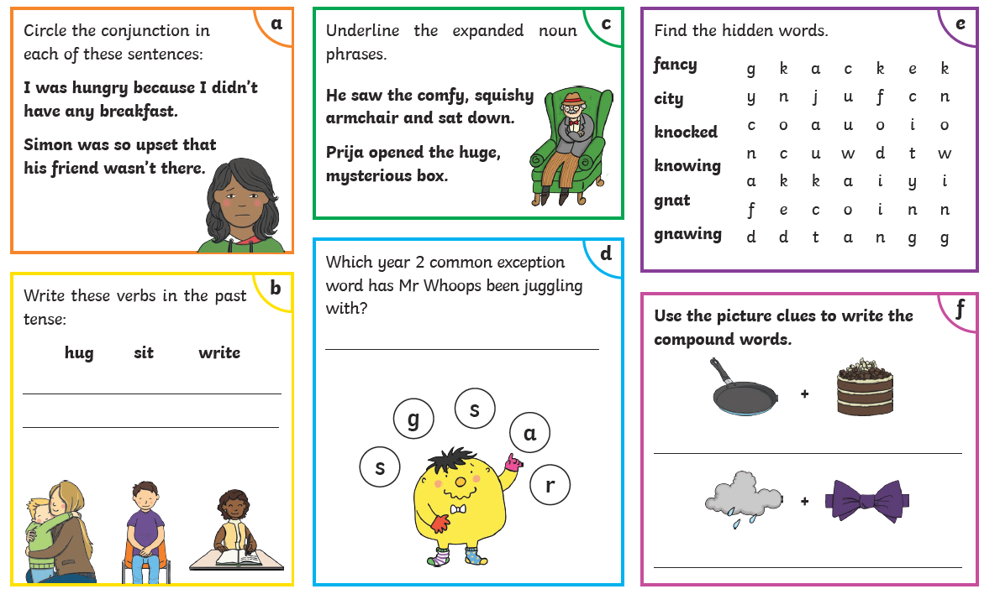 a
Circle the conjunction in
each of these sentences:
I was hungry because I didn't
have any breakfast.
Simon was so upset that
his friend wasn't there.
b
Write these verbs in the past
tense:
hug sit write
c
Underline the expanded noun
phrases.
He saw the comfy, squishy
armchair and sat down.
Prija opened the huge,
mysterious box.
d
Which year 2 common exception
word has Mr Whoops been juggling
with?
s g s a r
e
Find the hidden words.
fancy
city
knocked
knowing
gnat
gnawing
g k a c k e k
y n j u f c n
c o a u o i o
n c u w d t w
a k k a i y i
f e c o i n n
d d t a n g g
f
Use the picture clues to write the
compound words.
+
+